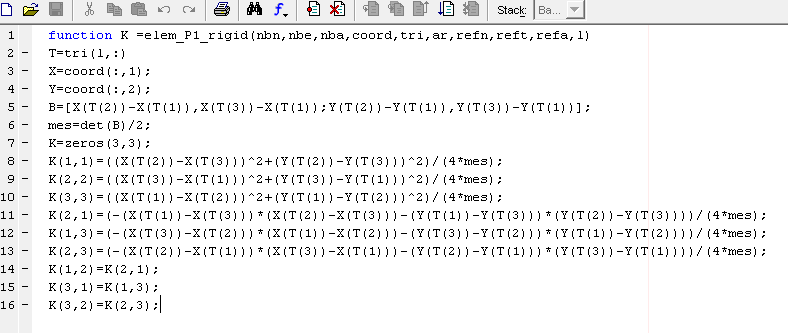 Stack: Ba...
1 function K =elem_P1_rigid(nbn,nbe,nba,coord,tri,ar,refn,reft,refa,l)
2 - T=tri(l,:)
3 - X=coord(:,1);
4 - Y=coord(:,2);
5 - B=[X(T(2))-X(T(1)),X(T(3))-X(T(1));Y(T(2))-Y(T(1)),Y(T(3))-Y(T(1))];
6 - mes=det(B)/2;
7 - K=zeros(3,3);
8 - K(1,1)=((X(T(2))-X(T(3)))^2+(Y(T(2))-Y(T(3)))^2)/(4*mes);
9 - K(2,2)=((X(T(3))-X(T(1)))^2+(Y(T(3))-Y(T(1)))^2)/(4*mes);
10 - K(3,3)=((X(T(1))-X(T(2)))^2+(Y(T(1))-Y(T(2)))^2)/(4*mes);
11 - K(2,1)=(-(X(T(1))-X(T(3)))*(X(T(2))-X(T(3)))-(Y(T(1))-Y(T(3)))*(Y(T(2))-Y(T(3))))/(4*mes);
12 - K(1,3)=(-(X(T(3))-X(T(2)))*(X(T(1))-X(T(2)))-(Y(T(3))-Y(T(2)))*(Y(T(1))-Y(T(2))))/(4*mes);
13 - K(2,3)=(-(X(T(2))-X(T(1)))*(X(T(3))-X(T(1)))-(Y(T(2))-Y(T(1)))*(Y(T(3))-Y(T(1))))/(4*mes);
14 - K(1,2)=K(2,1);
15 - K(3,1)=K(1,3);
16 - K(3,2)=K(2,3);